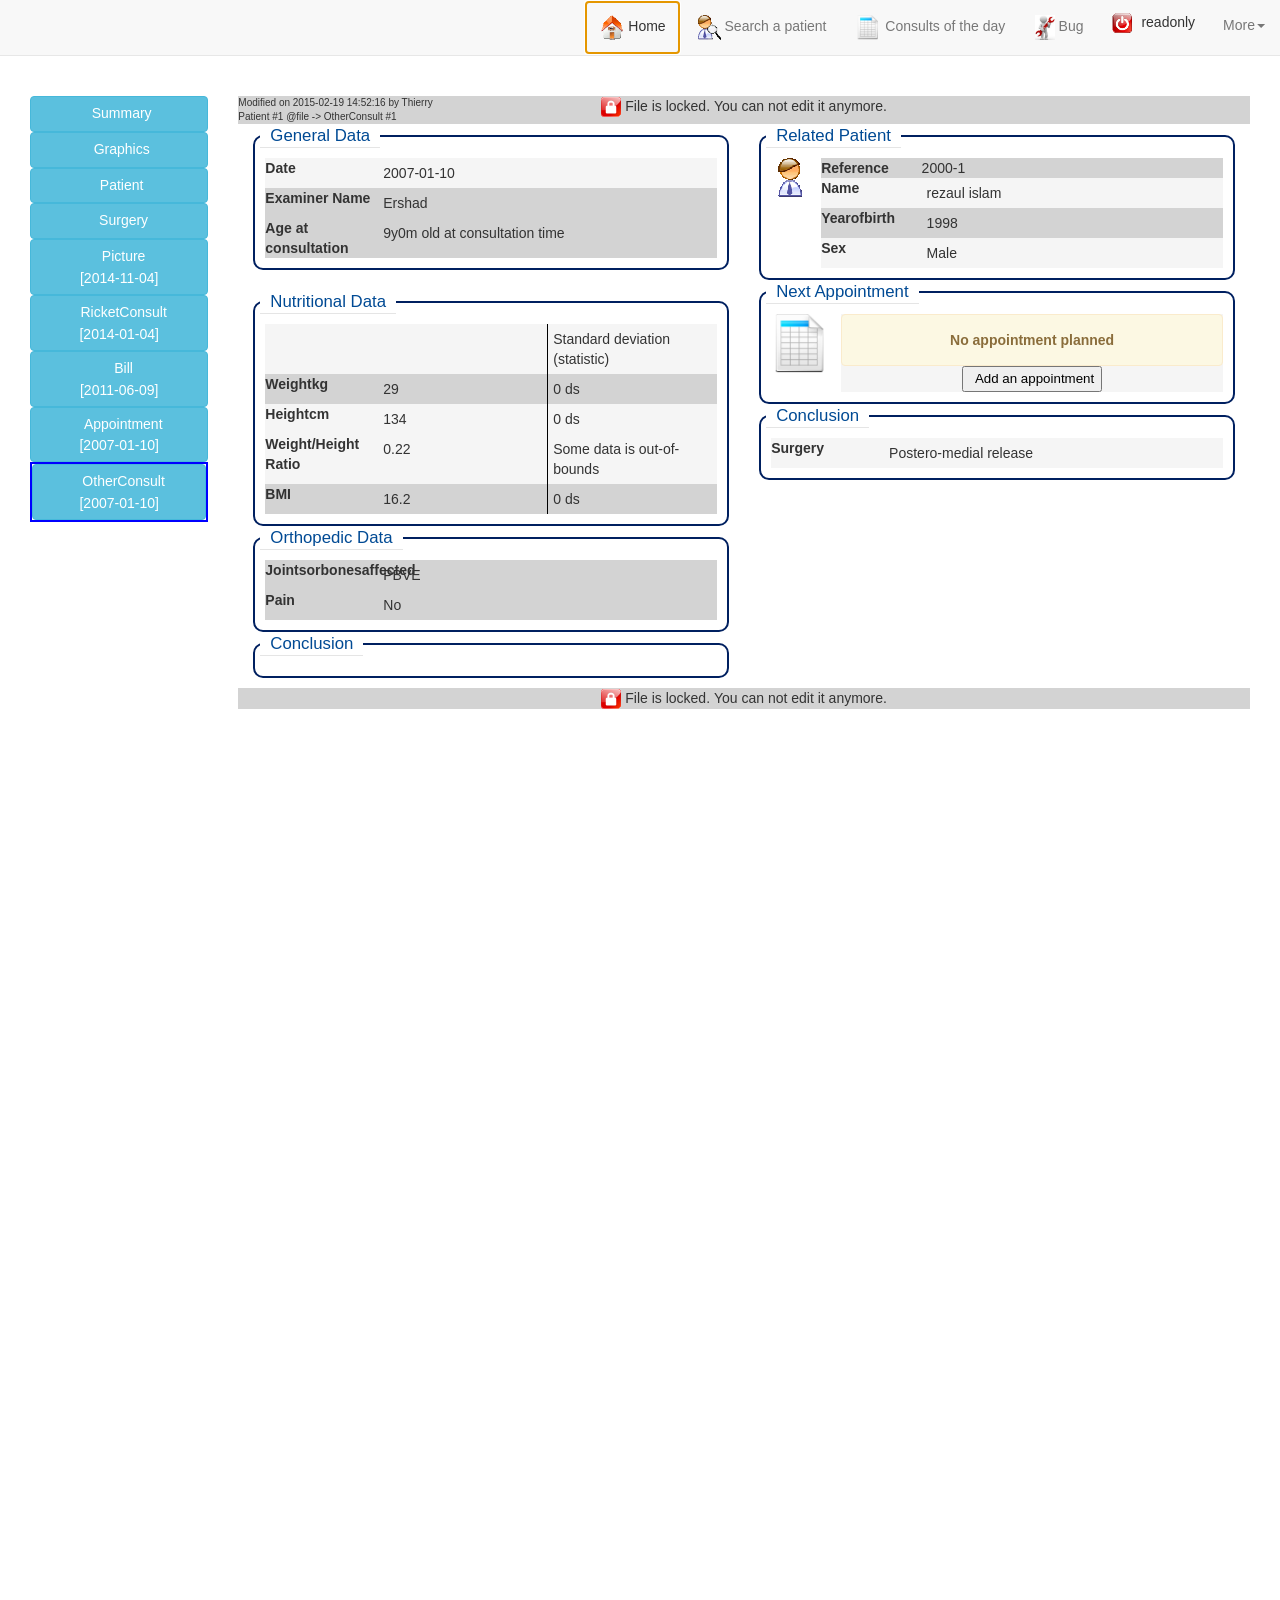 Home
Search a patient
Consults of the day
Bug
readonly
More
Summary
Graphics
Patient
Surgery
Picture
[2014-11-04]
RicketConsult
[2014-01-04]
Bill
[2011-06-09]
Appointment
[2007-01-10]
OtherConsult
[2007-01-10]
Modified on 2015-02-19 14:52:16 by Thierry
Patient #1 @file -> OtherConsult #1
File is locked. You can not edit it anymore.
General Data
Date 2007-01-10
Examiner Name Ershad
Age at 9y0m old at consultation time
consultation
Nutritional Data
Standard deviation
(statistic)
Weightkg 29 0 ds
Heightcm 134 0 ds
Weight/Height 0.22 Some data is out-of-
Ratio bounds
BMI 16.2 0 ds
Orthopedic Data
Jointsorbonesaffected PBVE
Pain No
Conclusion
Related Patient
Reference 2000-1
Name rezaul islam
Yearofbirth 1998
Sex Male
Next Appointment
No appointment planned
Add an appointment
Conclusion
Surgery Postero-medial release
File is locked. You can not edit it anymore.